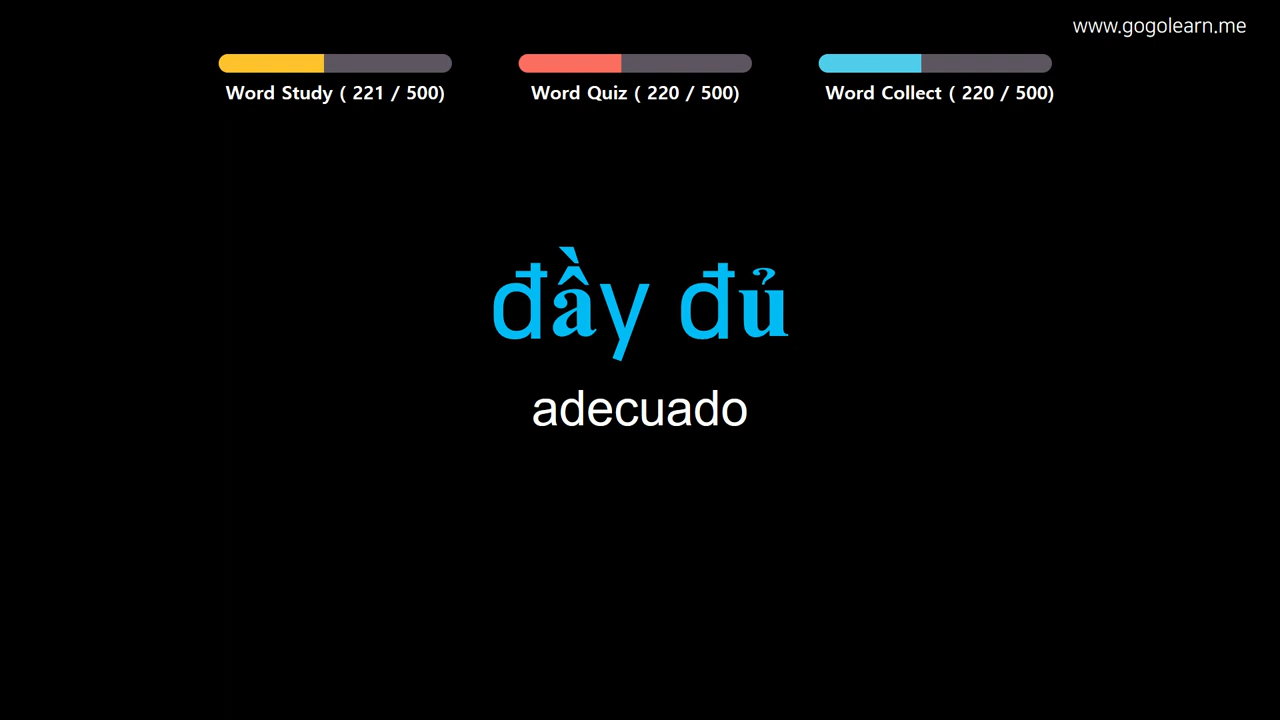 www.gogolearn.me
Word Study ( 221 / 500)
Word Quiz ( 220 / 500)
Word Collect ( 220 / 500)
đầy đủ
adecuado